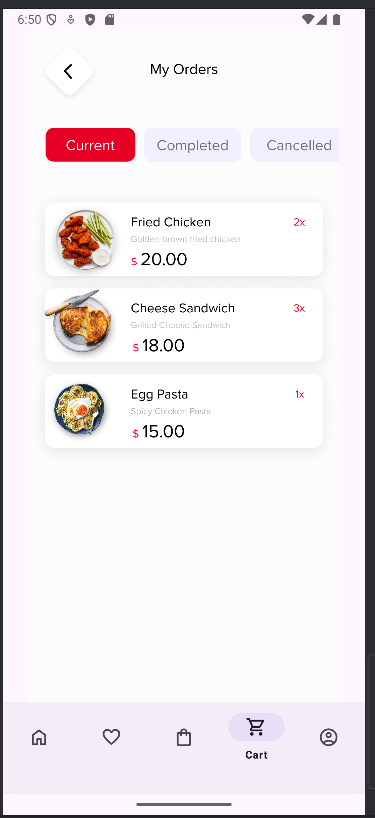 6:50
My Orders
Current Completed Cancelled
Fried Chicken 2x
Golden brown fried chicken
$ 20.00
Cheese Sandwich 3x
Grilled Cheese Sandwich
$ 18.00
Egg Pasta 1x
Spicy Chicken Pasta
$ 15.00
Cart